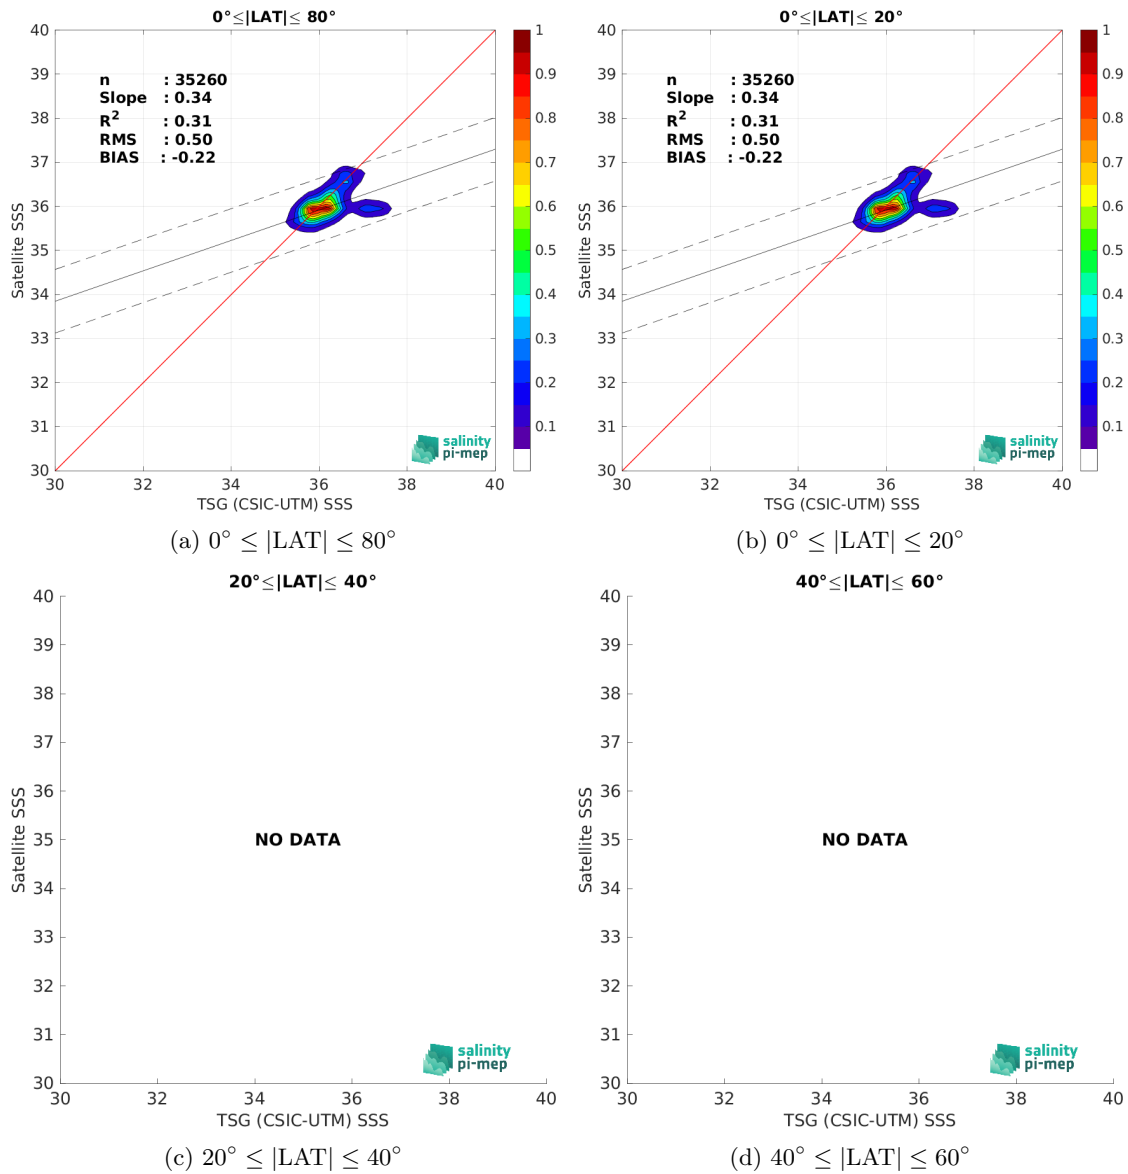 0°≤|LAT|≤ 80°
40
39
38
37
36
35
34
33
32
31
30
30 32 34 36 38 40
Satellite SSS
TSG (CSIC-UTM) SSS
n : 35260
Slope : 0.34
R² : 0.31
RMS : 0.50
BIAS : -0.22
1
0.9
0.8
0.7
0.6
0.5
0.4
0.3
0.2
0.1
salinity
pi-mep
(a) 0° ≤ |LAT| ≤ 80°
0°≤|LAT|≤ 20°
40
39
38
37
36
35
34
33
32
31
30
30 32 34 36 38 40
Satellite SSS
TSG (CSIC-UTM) SSS
n : 35260
Slope : 0.34
R² : 0.31
RMS : 0.50
BIAS : -0.22
1
0.9
0.8
0.7
0.6
0.5
0.4
0.3
0.2
0.1
salinity
pi-mep
(b) 0° ≤ |LAT| ≤ 20°
20°≤|LAT|≤ 40°
40
39
38
37
36
35
34
33
32
31
30
30 32 34 36 38 40
Satellite SSS
TSG (CSIC-UTM) SSS
NO DATA
salinity
pi-mep
(c) 20° ≤ |LAT| ≤ 40°
40°≤|LAT|≤ 60°
40
39
38
37
36
35
34
33
32
31
30
30 32 34 36 38 40
Satellite SSS
TSG (CSIC-UTM) SSS
NO DATA
salinity
pi-mep
(d) 40° ≤ |LAT| ≤ 60°